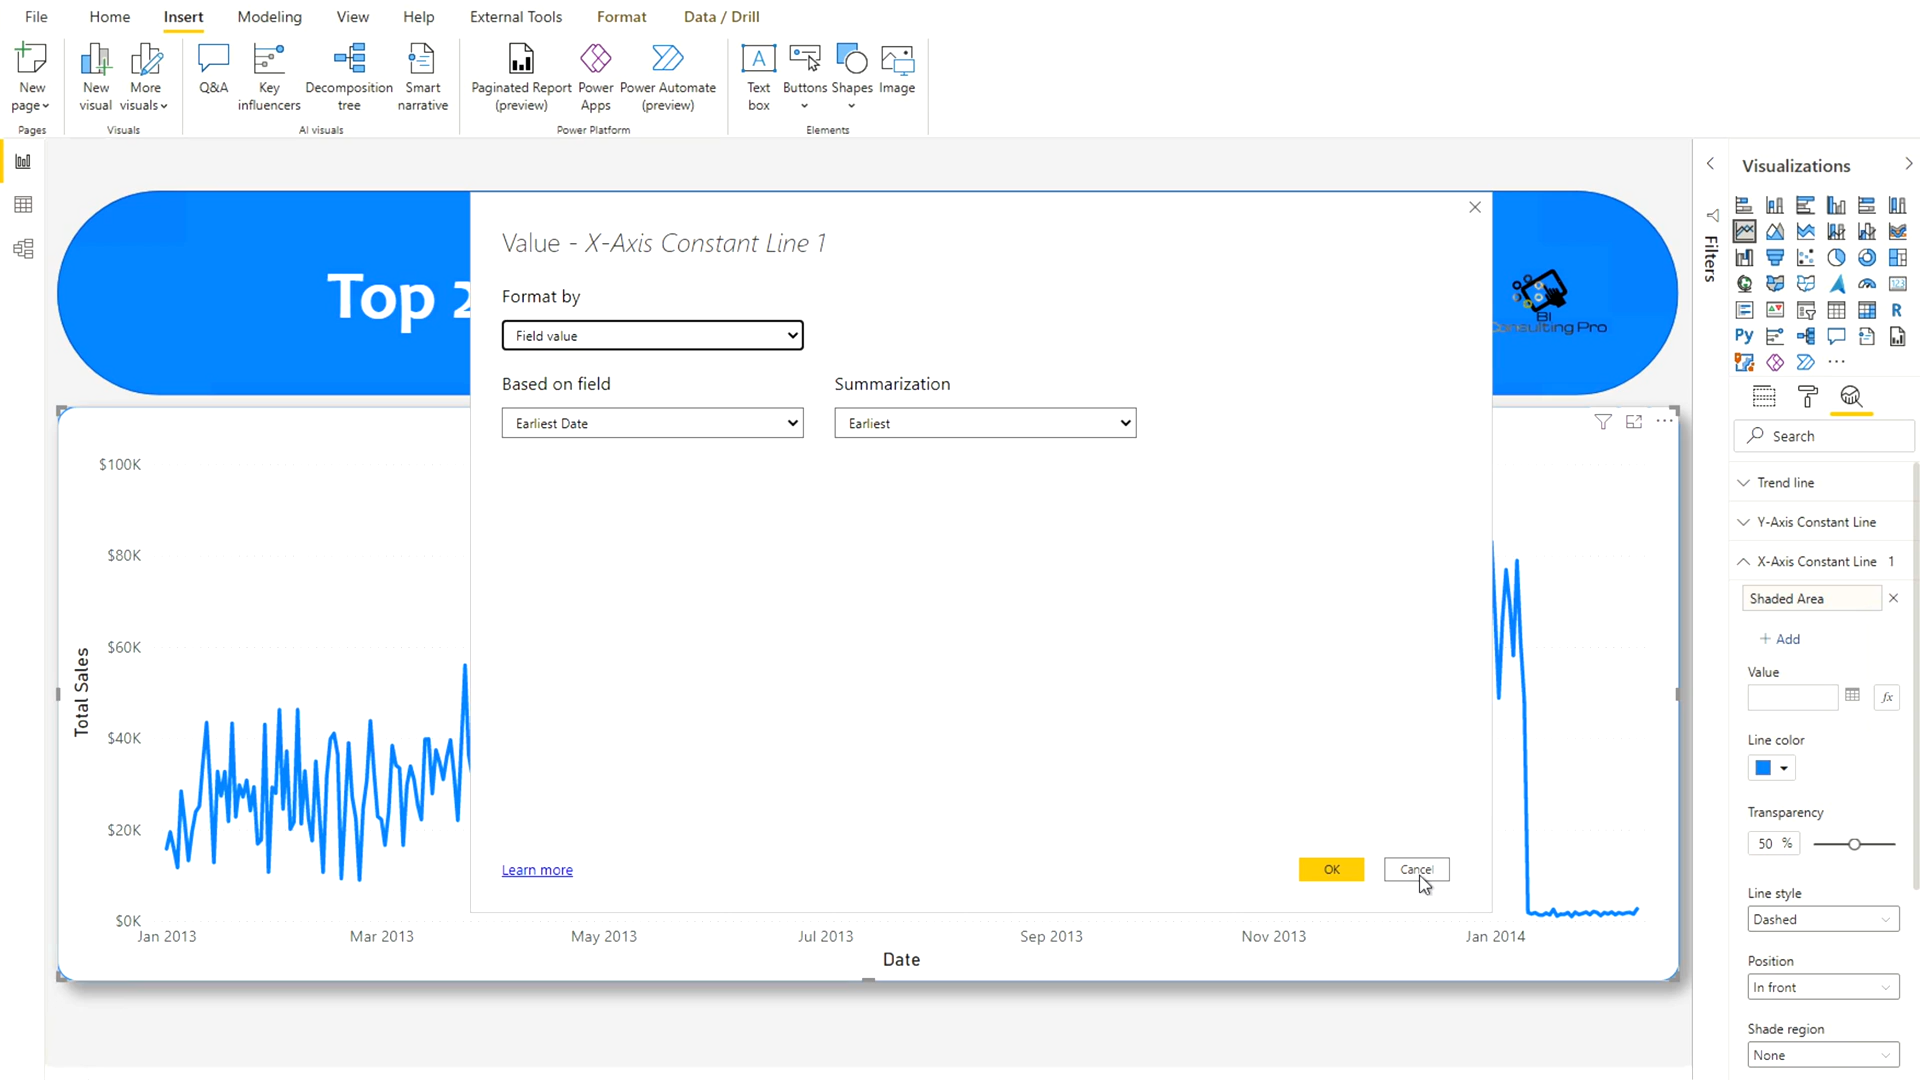 File Home Insert Modeling View Help External Tools Format Data / Drill
New page
New visual
More visuals
Q&A
Key influencers
Decomposition tree
Smart narrative
Paginated Report (preview)
Power Apps
Power Automate (preview)
Text box
Buttons
Shapes
Image
Pages
Visuals
AI visuals
Power Platform
Elements
Top 2
BI
Consulting Pro
Value - X-Axis Constant Line 1
Format by
Field value
Based on field
Summarization
Earliest Date
Earliest
Learn more
OK
Cancel
$100K
$80K
$60K
$40K
$20K
$0K
Total Sales
Jan 2013
Mar 2013
May 2013
Jul 2013
Sep 2013
Nov 2013
Jan 2014
Date
Filters
Visualizations
123
R
Py
Search
Trend line
Y-Axis Constant Line
X-Axis Constant Line 1
Shaded Area
+ Add
Value
fx
Line color
Transparency
50 %
Line style
Dashed
Position
In front
Shade region
None